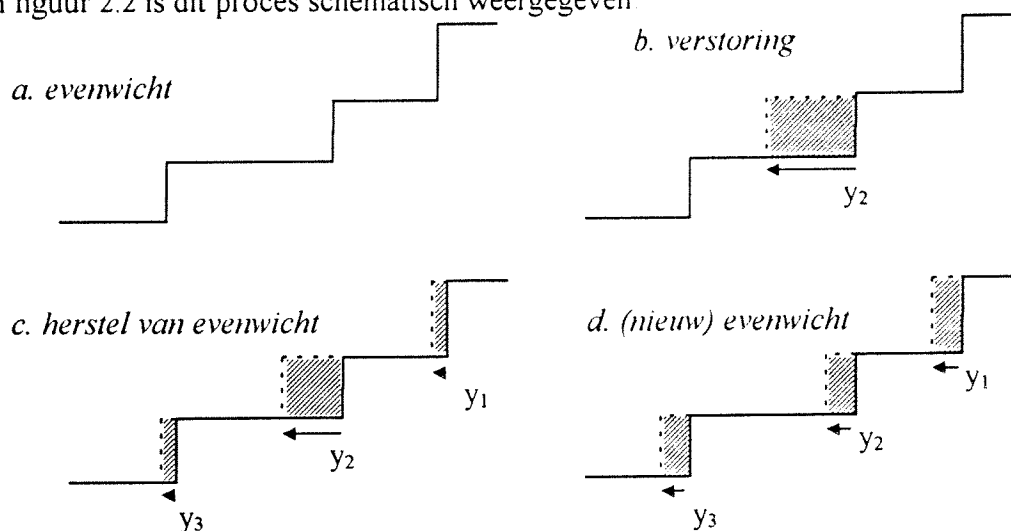 n figuur 2.2 is dit proces schematisch weergegeven
a. evenwicht
b. verstoring
y2
c. herstel van evenwicht
y1
y2
y3
d. (nieuw) evenwicht
y1
y2
y3